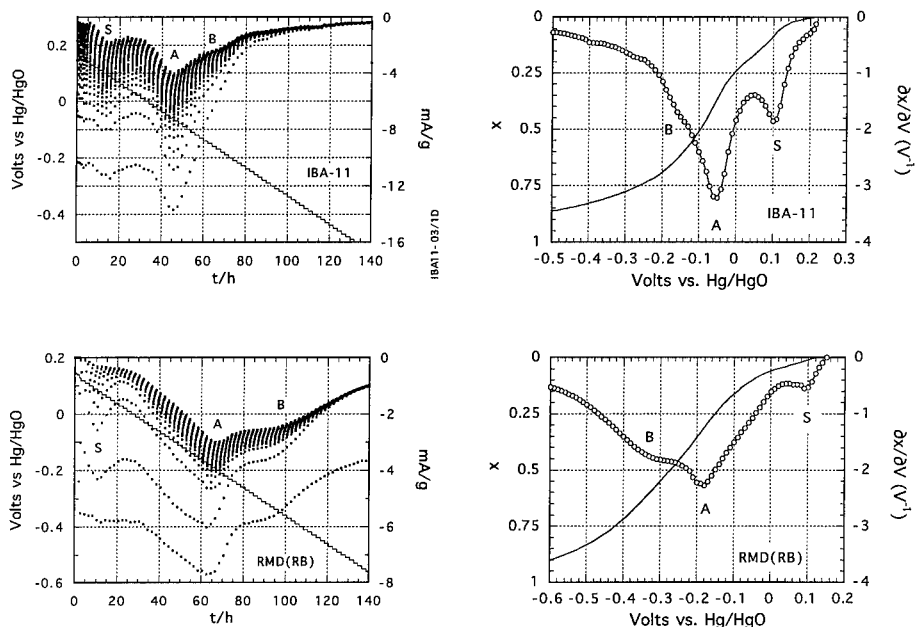 S
A
B
IBA-11
0.2
0
-0.2
-0.4
0
-4
-8
-12
-16
0 20 40 60 80 100 120 140
t/h
Volts vs Hg/HgO
mA/g
IBA11-03/1D
0
0.25
0.5
0.75
1
x
0
-1
-2
-3
-4
∂x/∂V (V⁻¹)
B
S
A
IBA-11
-0.5 -0.4 -0.3 -0.2 -0.1 0 0.1 0.2 0.3
Volts vs. Hg/HgO
0.2
0
-0.2
-0.4
-0.6
Volts vs Hg/HgO
0
-2
-4
-6
-8
mA/g
A
B
S
RMD(RB)
0 20 40 60 80 100 120 140
t/h
0
0.25
0.5
0.75
1
x
0
-1
-2
-3
-4
∂x/∂V (V⁻¹)
B
A
S
RMD(RB)
-0.6 -0.5 -0.4 -0.3 -0.2 -0.1 0 0.1 0.2
Volts vs. Hg/HgO